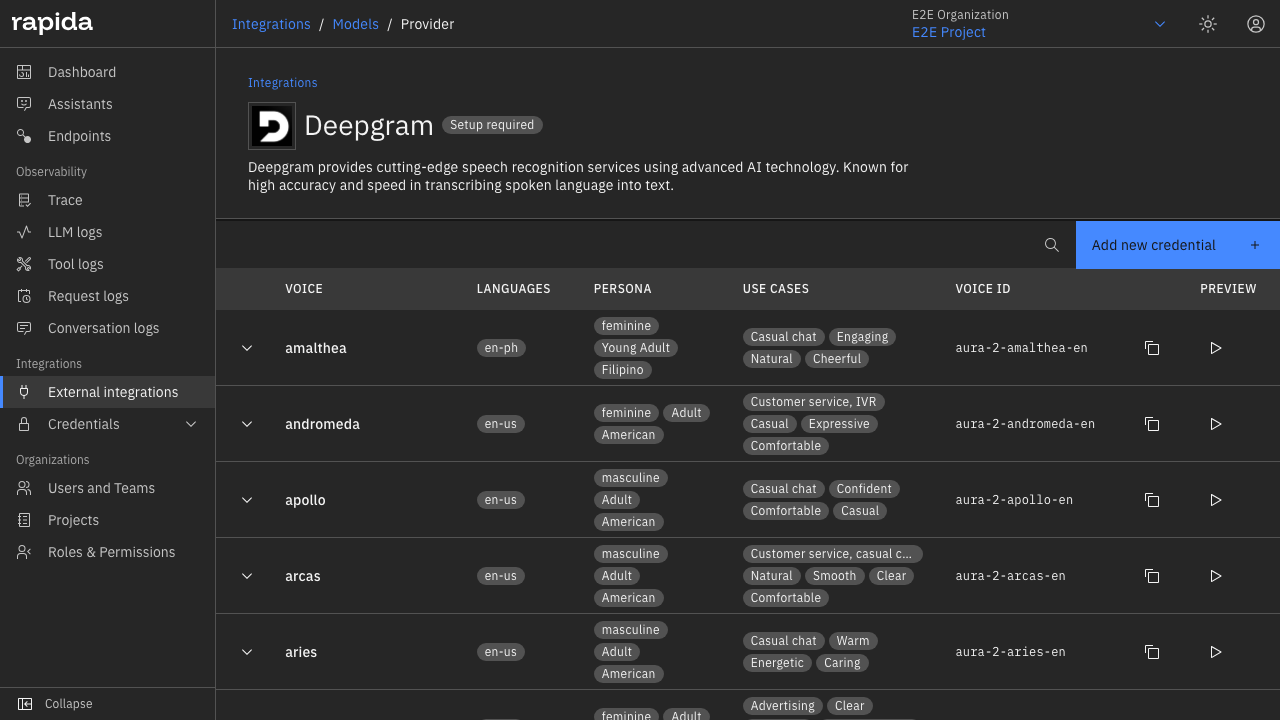 rapida
Integrations / Models / Provider
E2E Organization
E2E Project
Dashboard
Assistants
Endpoints
Observability
Trace
LLM logs
Tool logs
Request logs
Conversation logs
Integrations
External integrations
Credentials
Organizations
Users and Teams
Projects
Roles & Permissions
Collapse
Integrations
Deepgram Setup required
Deepgram provides cutting-edge speech recognition services using advanced AI technology. Known for
high accuracy and speed in transcribing spoken language into text.
Add new credential +
VOICE LANGUAGES PERSONA USE CASES VOICE ID PREVIEW
amalthea
en-ph
feminine
Young Adult
Filipino
Casual chat Engaging
Natural Cheerful
aura-2-amalthea-en
andromeda
en-us
feminine Adult
American
Customer service, IVR
Casual Expressive
Comfortable
aura-2-andromeda-en
apollo
en-us
masculine
Adult
American
Casual chat Confident
Comfortable Casual
aura-2-apollo-en
arcas
en-us
masculine
Adult
American
Customer service, casual c...
Natural Smooth Clear
Comfortable
aura-2-arcas-en
aries
en-us
masculine
Adult
American
Casual chat Warm
Energetic Caring
aura-2-aries-en
feminine Adult
Advertising Clear